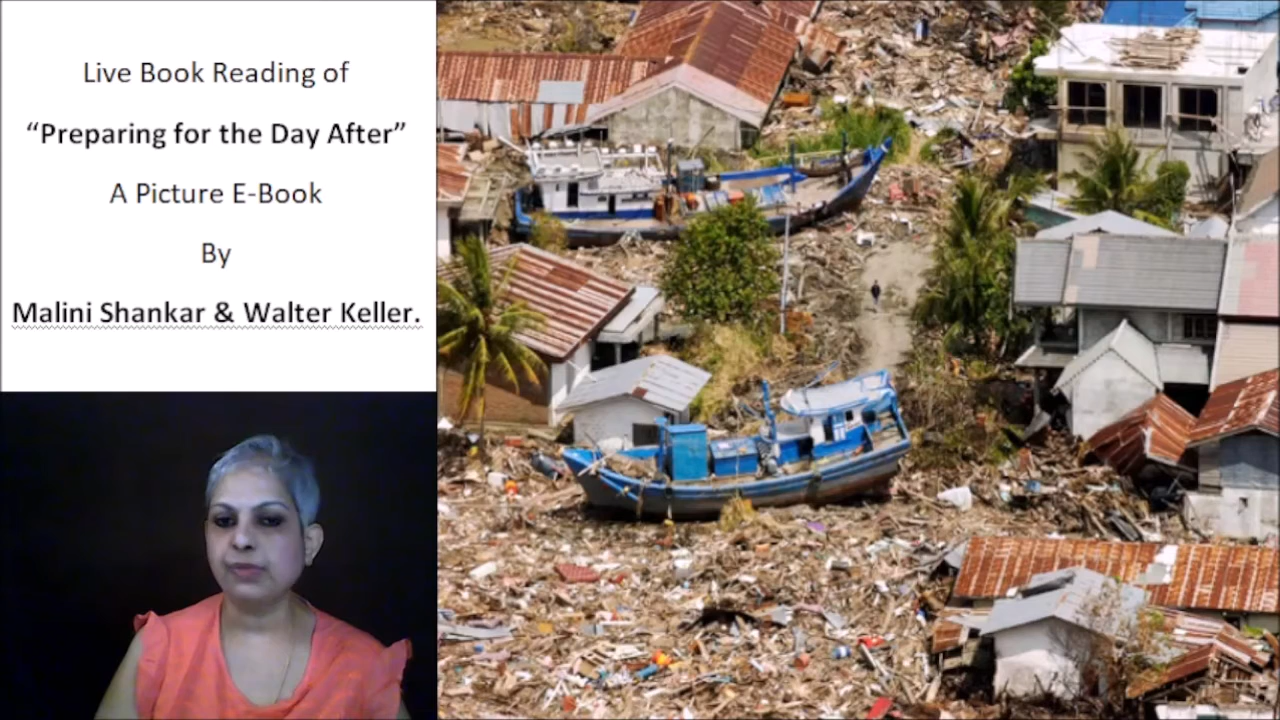 Live Book Reading of
“Preparing for the Day After”
A Picture E-Book
By
Malini Shankar & Walter Keller.